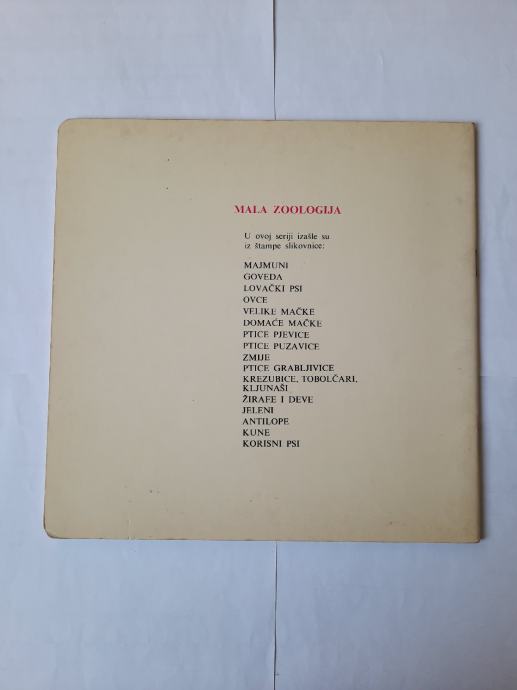 MALA ZOOLOGIJA
U ovoj seriji izašle su
iz štampe slikovnice:
MAJMUNI
GOVEDA
LOVAČKI PSI
OVCE
VELIKE MAČKE
DOMAĆE MAČKE
PTICE PJEVICE
PTICE PUZAVICE
ZMIJE
PTICE GRABLJIVICE
KREZUBICE, TOBOLČARI,
KLJUNAŠI
ŽIRAFE I DEVE
JELENI
ANTILOPE
KUNE
KORISNI PSI